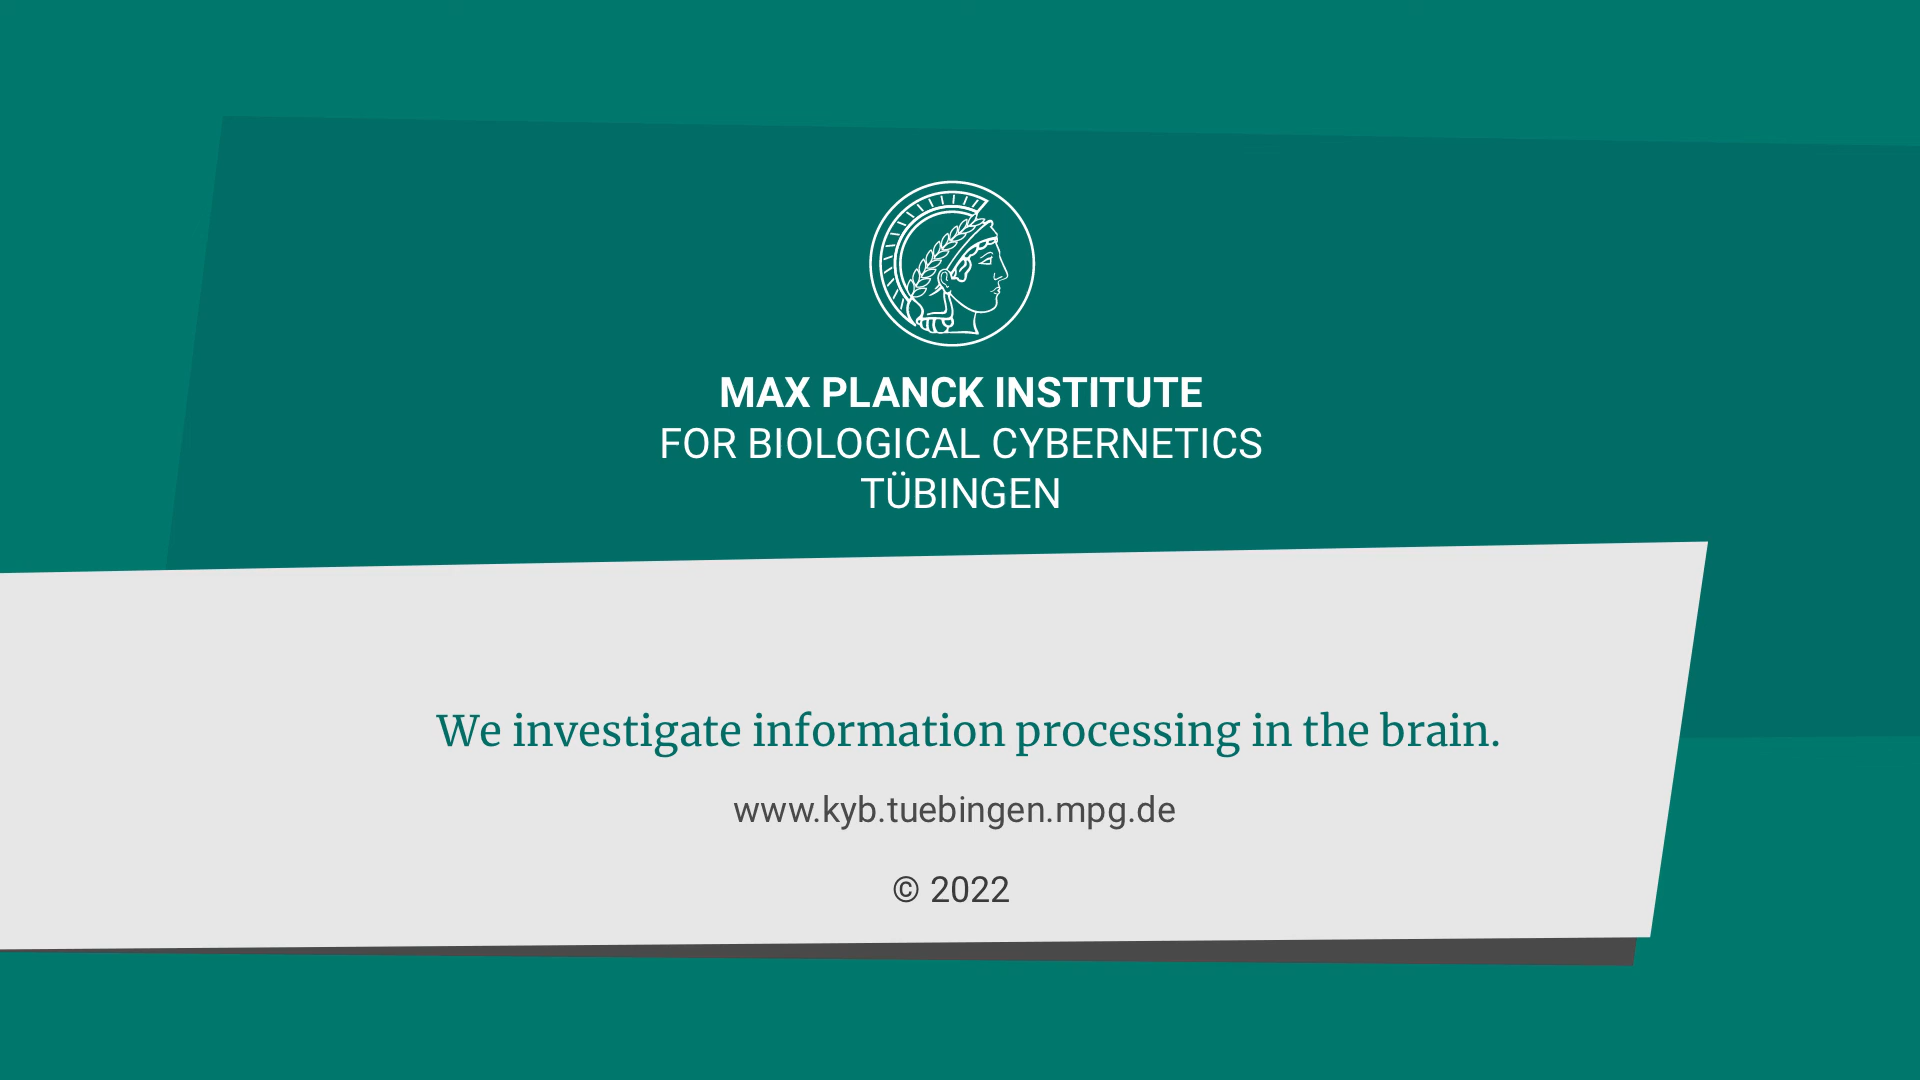 MAX PLANCK INSTITUTE
FOR BIOLOGICAL CYBERNETICS
TÜBINGEN
We investigate information processing in the brain.
www.kyb.tuebingen.mpg.de
© 2022